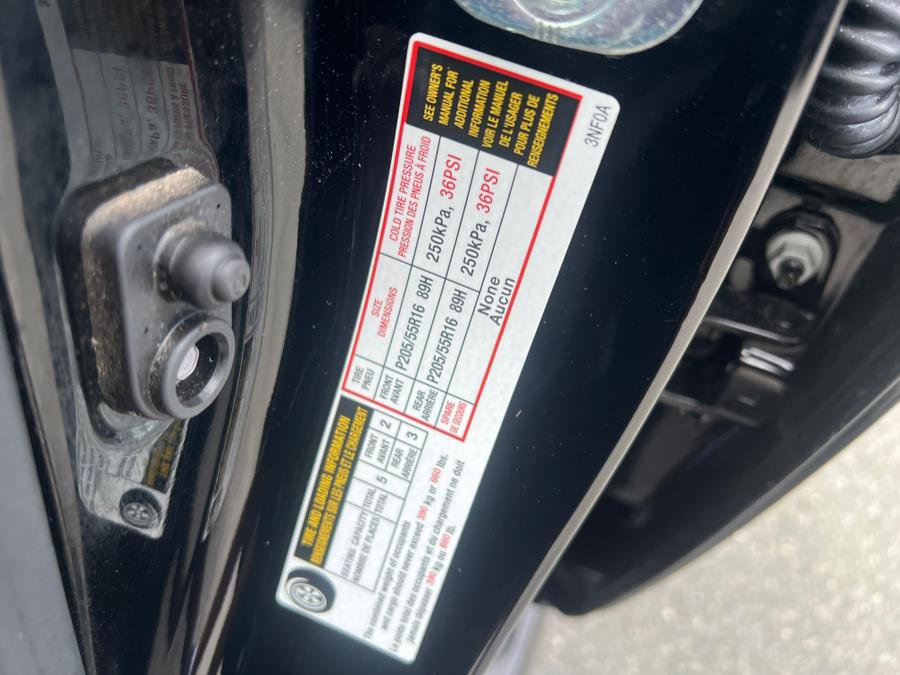 TIRE AND LOADING INFORMATION
RENSEIGNEMENTS SUR LES PNEUS ET LE CHARGEMENT
SEATING CAPACITY
NOMBRE DE PLACES
TOTAL
TOTAL
5
FRONT
AVANT
2
REAR
ARRIÈRE
3
The combined weight of occupants
and cargo should never exceed 390 kg or 860 lbs.
Le poids total des occupants et du chargement ne doit
jamais dépasser 390 kg ou 860 lb.
TIRE
PNEU
SIZE
DIMENSIONS
COLD TIRE PRESSURE
PRESSION DES PNEUS À FROID
FRONT
AVANT
P205/55R16 89H
250kPa, 36PSI
REAR
ARRIÈRE
P205/55R16 89H
250kPa, 36PSI
SPARE
DE SECOURS
None
Aucun
SEE OWNER'S
MANUAL FOR
ADDITIONAL
INFORMATION
VOIR LE MANUEL
DE L'USAGER
POUR PLUS DE
RENSEIGNEMENTS
3NF0A